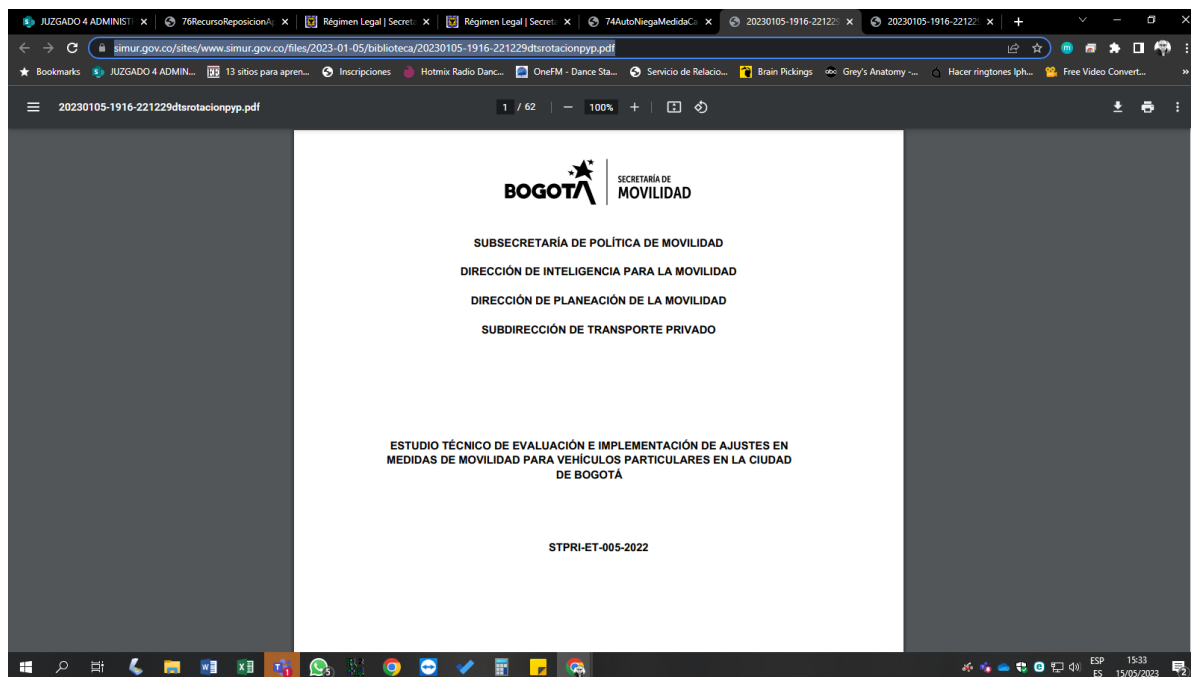 JUZGADO 4 ADMINISTR
76RecursoReposicionA
Régimen Legal | Secreta
Régimen Legal | Secreta
74AutoNiegaMedidaCa
20230105-1916-221229
20230105-1916-221229
simur.gov.co/sites/www.simur.gov.co/files/2023-01-05/biblioteca/20230105-1916-221229dtsrotacionpyp.pdf
Bookmarks
JUZGADO 4 ADMIN...
13 sitios para apren...
Inscripciones
Hotmix Radio Danc...
OneFM - Dance Sta...
Servicio de Relacio...
Brain Pickings
Grey's Anatomy -...
Hacer ringtones Iph...
Free Video Convert...
20230105-1916-221229dtsrotacionpyp.pdf
1 / 62
100%
BOGOTÁ
SECRETARÍA DE
MOVILIDAD
SUBSECRETARÍA DE POLÍTICA DE MOVILIDAD
DIRECCIÓN DE INTELIGENCIA PARA LA MOVILIDAD
DIRECCIÓN DE PLANEACIÓN DE LA MOVILIDAD
SUBDIRECCIÓN DE TRANSPORTE PRIVADO
ESTUDIO TÉCNICO DE EVALUACIÓN E IMPLEMENTACIÓN DE AJUSTES EN
MEDIDAS DE MOVILIDAD PARA VEHÍCULOS PARTICULARES EN LA CIUDAD
DE BOGOTÁ
STPRI-ET-005-2022
ESP
ES
15:33
15/05/2023